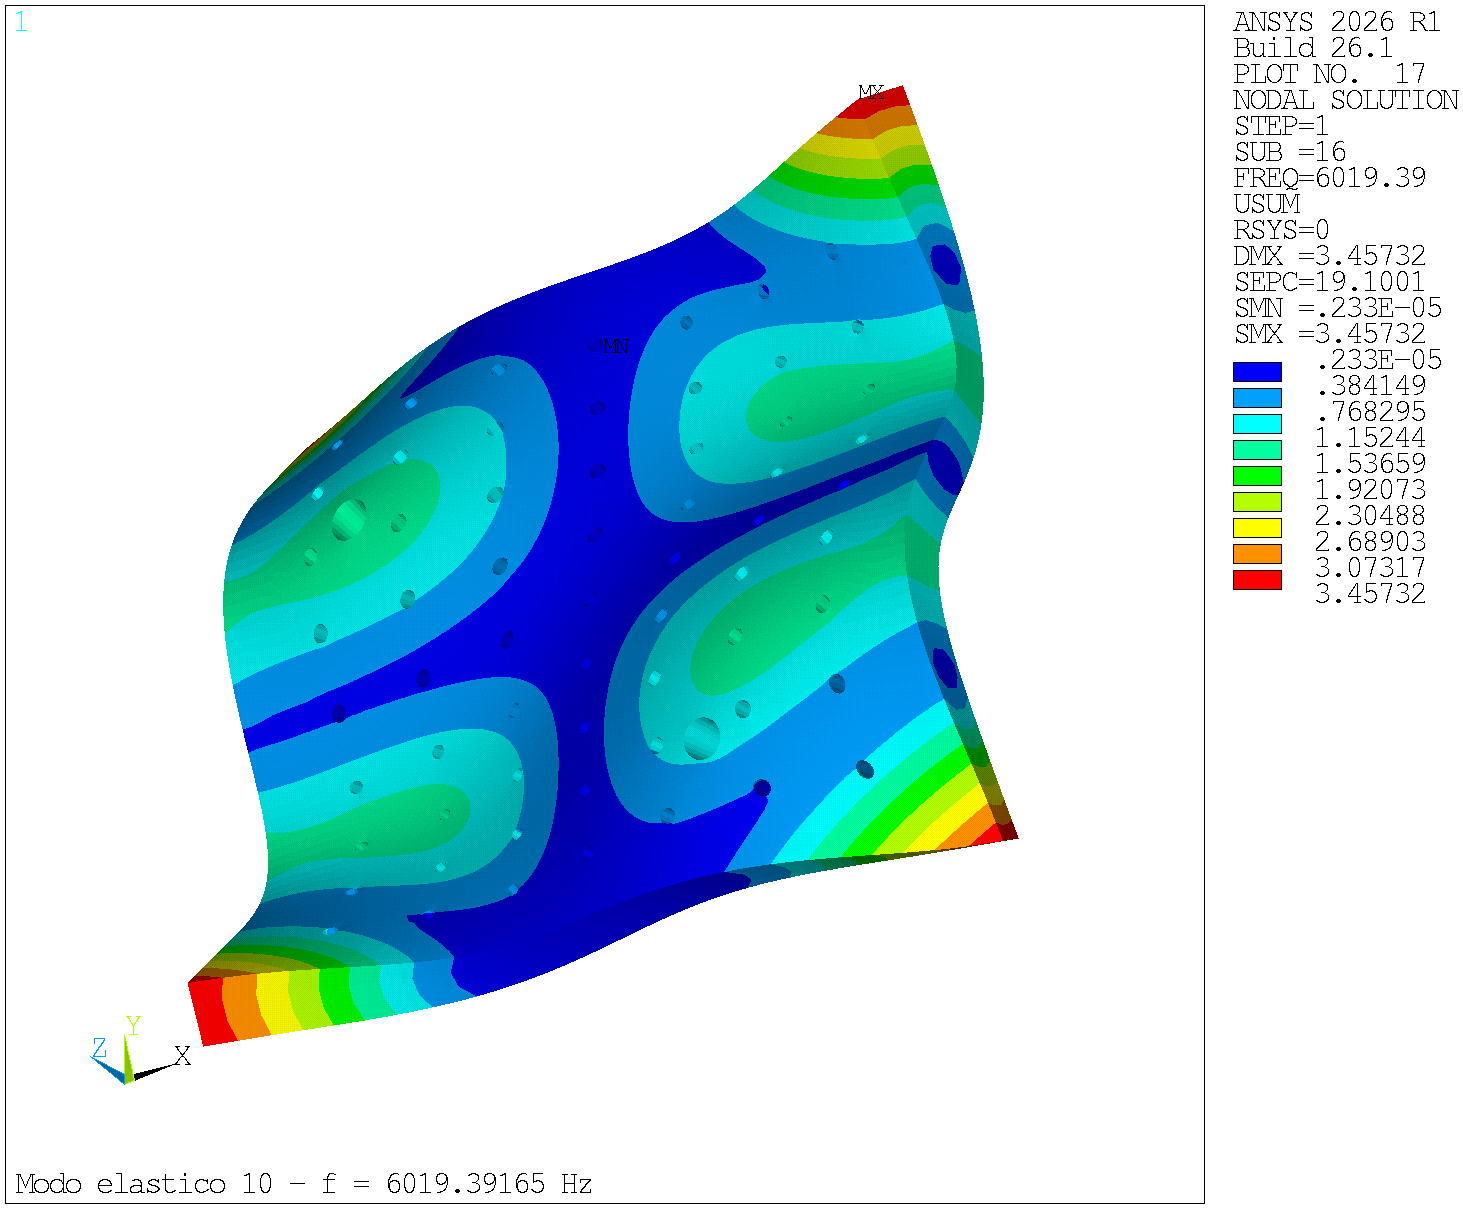 1
ANSYS 2026 R1
Build 26.1
PLOT NO. 17
NODAL SOLUTION
STEP=1
SUB =16
FREQ=6019.39
USUM
RSYS=0
DMX =3.45732
SEPC=19.1001
SMN =.233E-05
SMX =3.45732
.233E-05
.384149
.768295
1.15244
1.53659
1.92073
2.30488
2.68903
3.07317
3.45732
MX
MN
Y
Z
X
Modo elastico 10 - f = 6019.39165 Hz